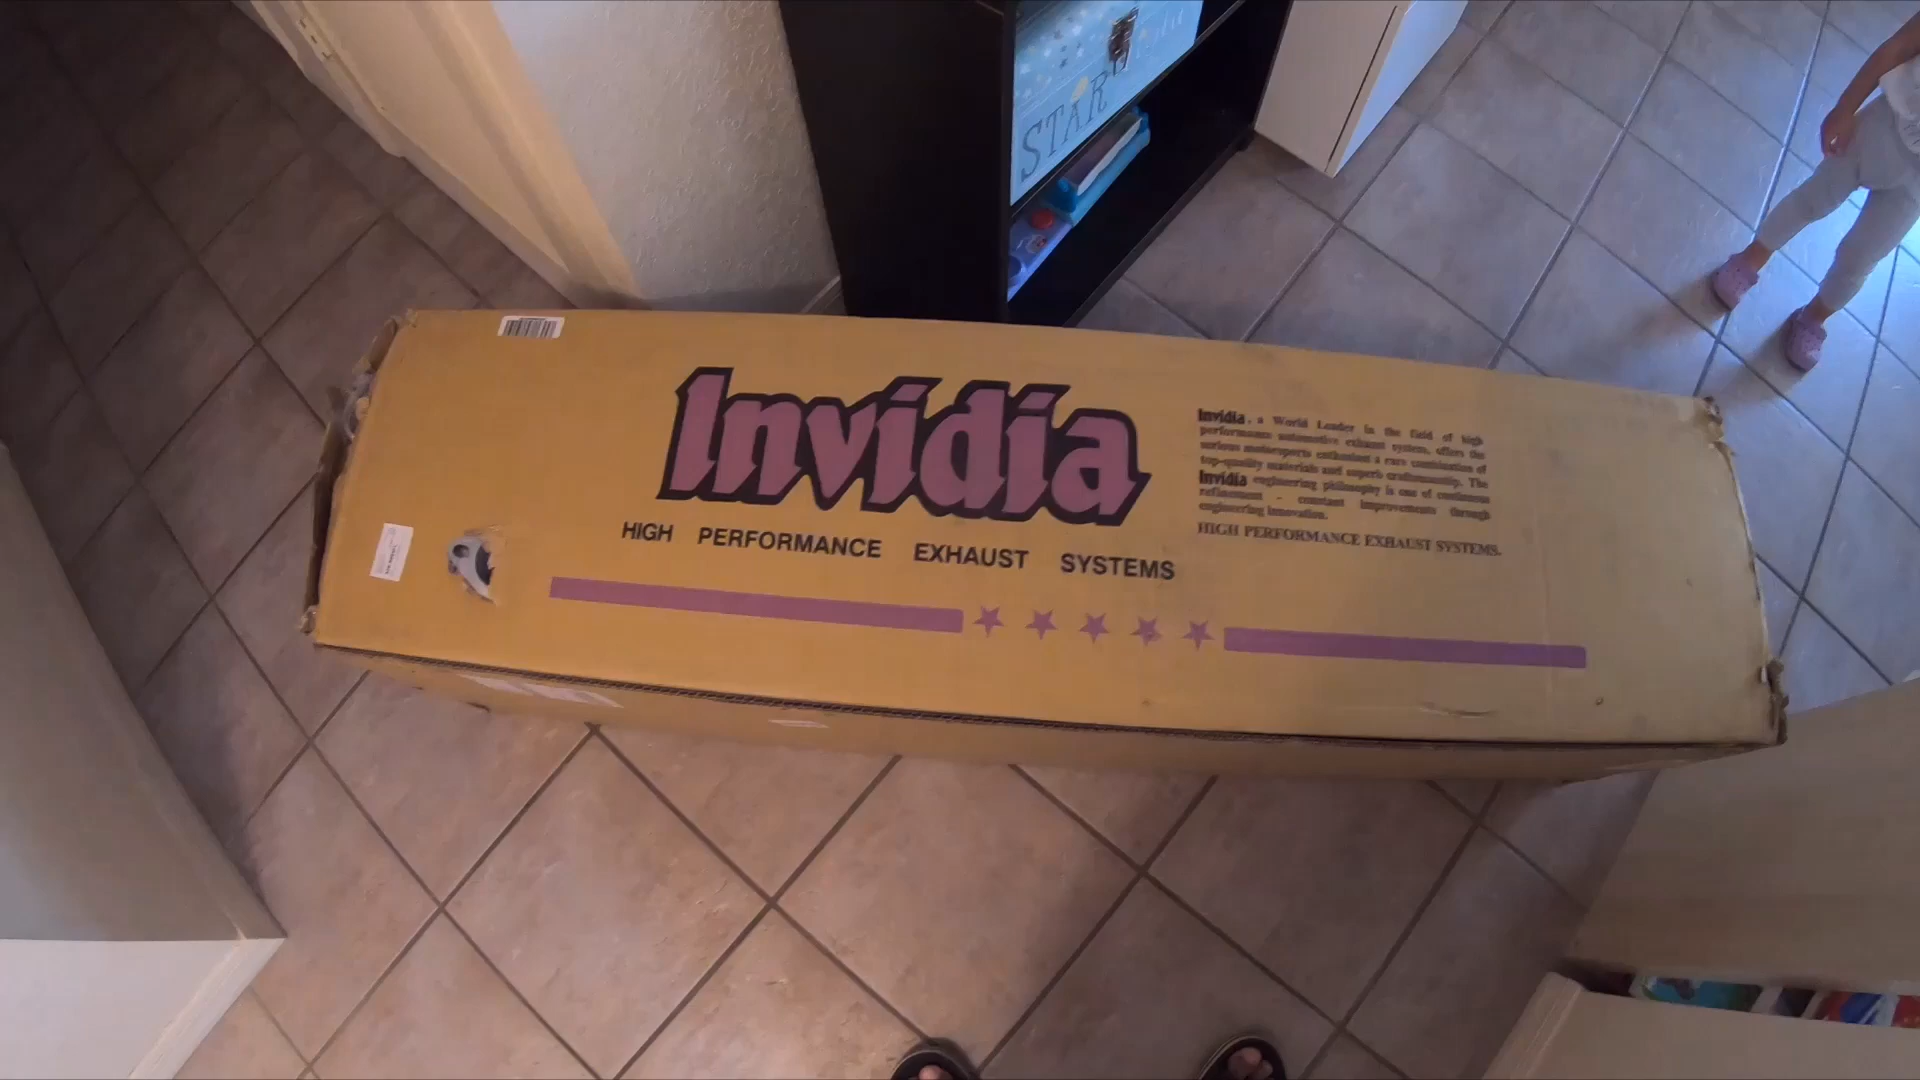 STAR
Invidia
HIGH PERFORMANCE EXHAUST SYSTEMS
Invidia, a World Leader in the field of high
performance automotive exhaust system, offers the
serious motorsports enthusiast a rare combination of
top-quality materials and superb craftsmanship. The
Invidia engineering philosophy is one of continuous
refinement - constant improvements through
engineering innovation.
HIGH PERFORMANCE EXHAUST SYSTEMS.